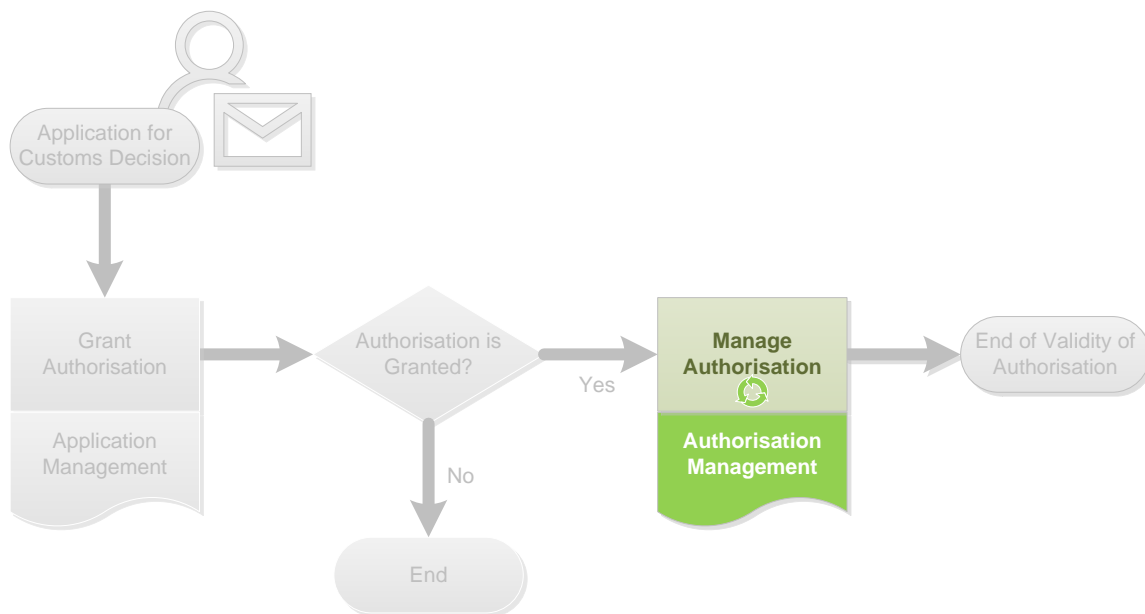 Application for
Customs Decision
Grant
Authorisation
Application
Management
Authorisation is
Granted?
Yes
No
End
Manage
Authorisation
Authorisation
Management
End of Validity of
Authorisation